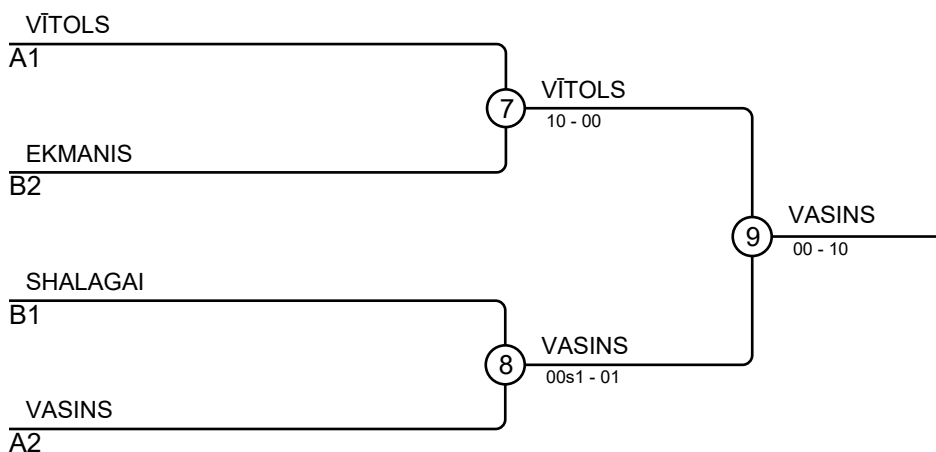 VĪTOLS
A1
7
VĪTOLS
10 - 00
EKMANIS
B2
9
VASINS
00 - 10
SHALAGAI
B1
8
VASINS
00s1 - 01
VASINS
A2